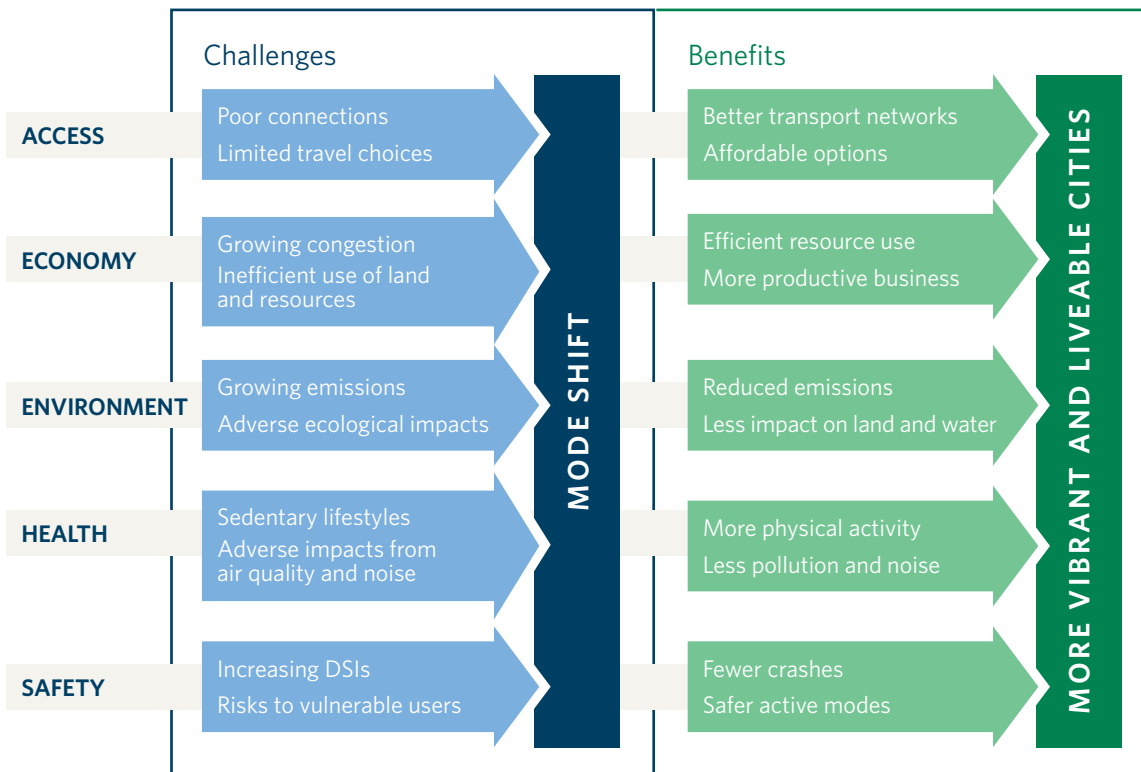 Challenges
Benefits
ACCESS
Poor connections
Limited travel choices
Better transport networks
Affordable options
ECONOMY
Growing congestion
Inefficient use of land
and resources
Efficient resource use
More productive business
ENVIRONMENT
Growing emissions
Adverse ecological impacts
Reduced emissions
Less impact on land and water
HEALTH
Sedentary lifestyles
Adverse impacts from
air quality and noise
More physical activity
Less pollution and noise
SAFETY
Increasing DSIs
Risks to vulnerable users
Fewer crashes
Safer active modes
MODE SHIFT
MORE VIBRANT AND LIVEABLE CITIES